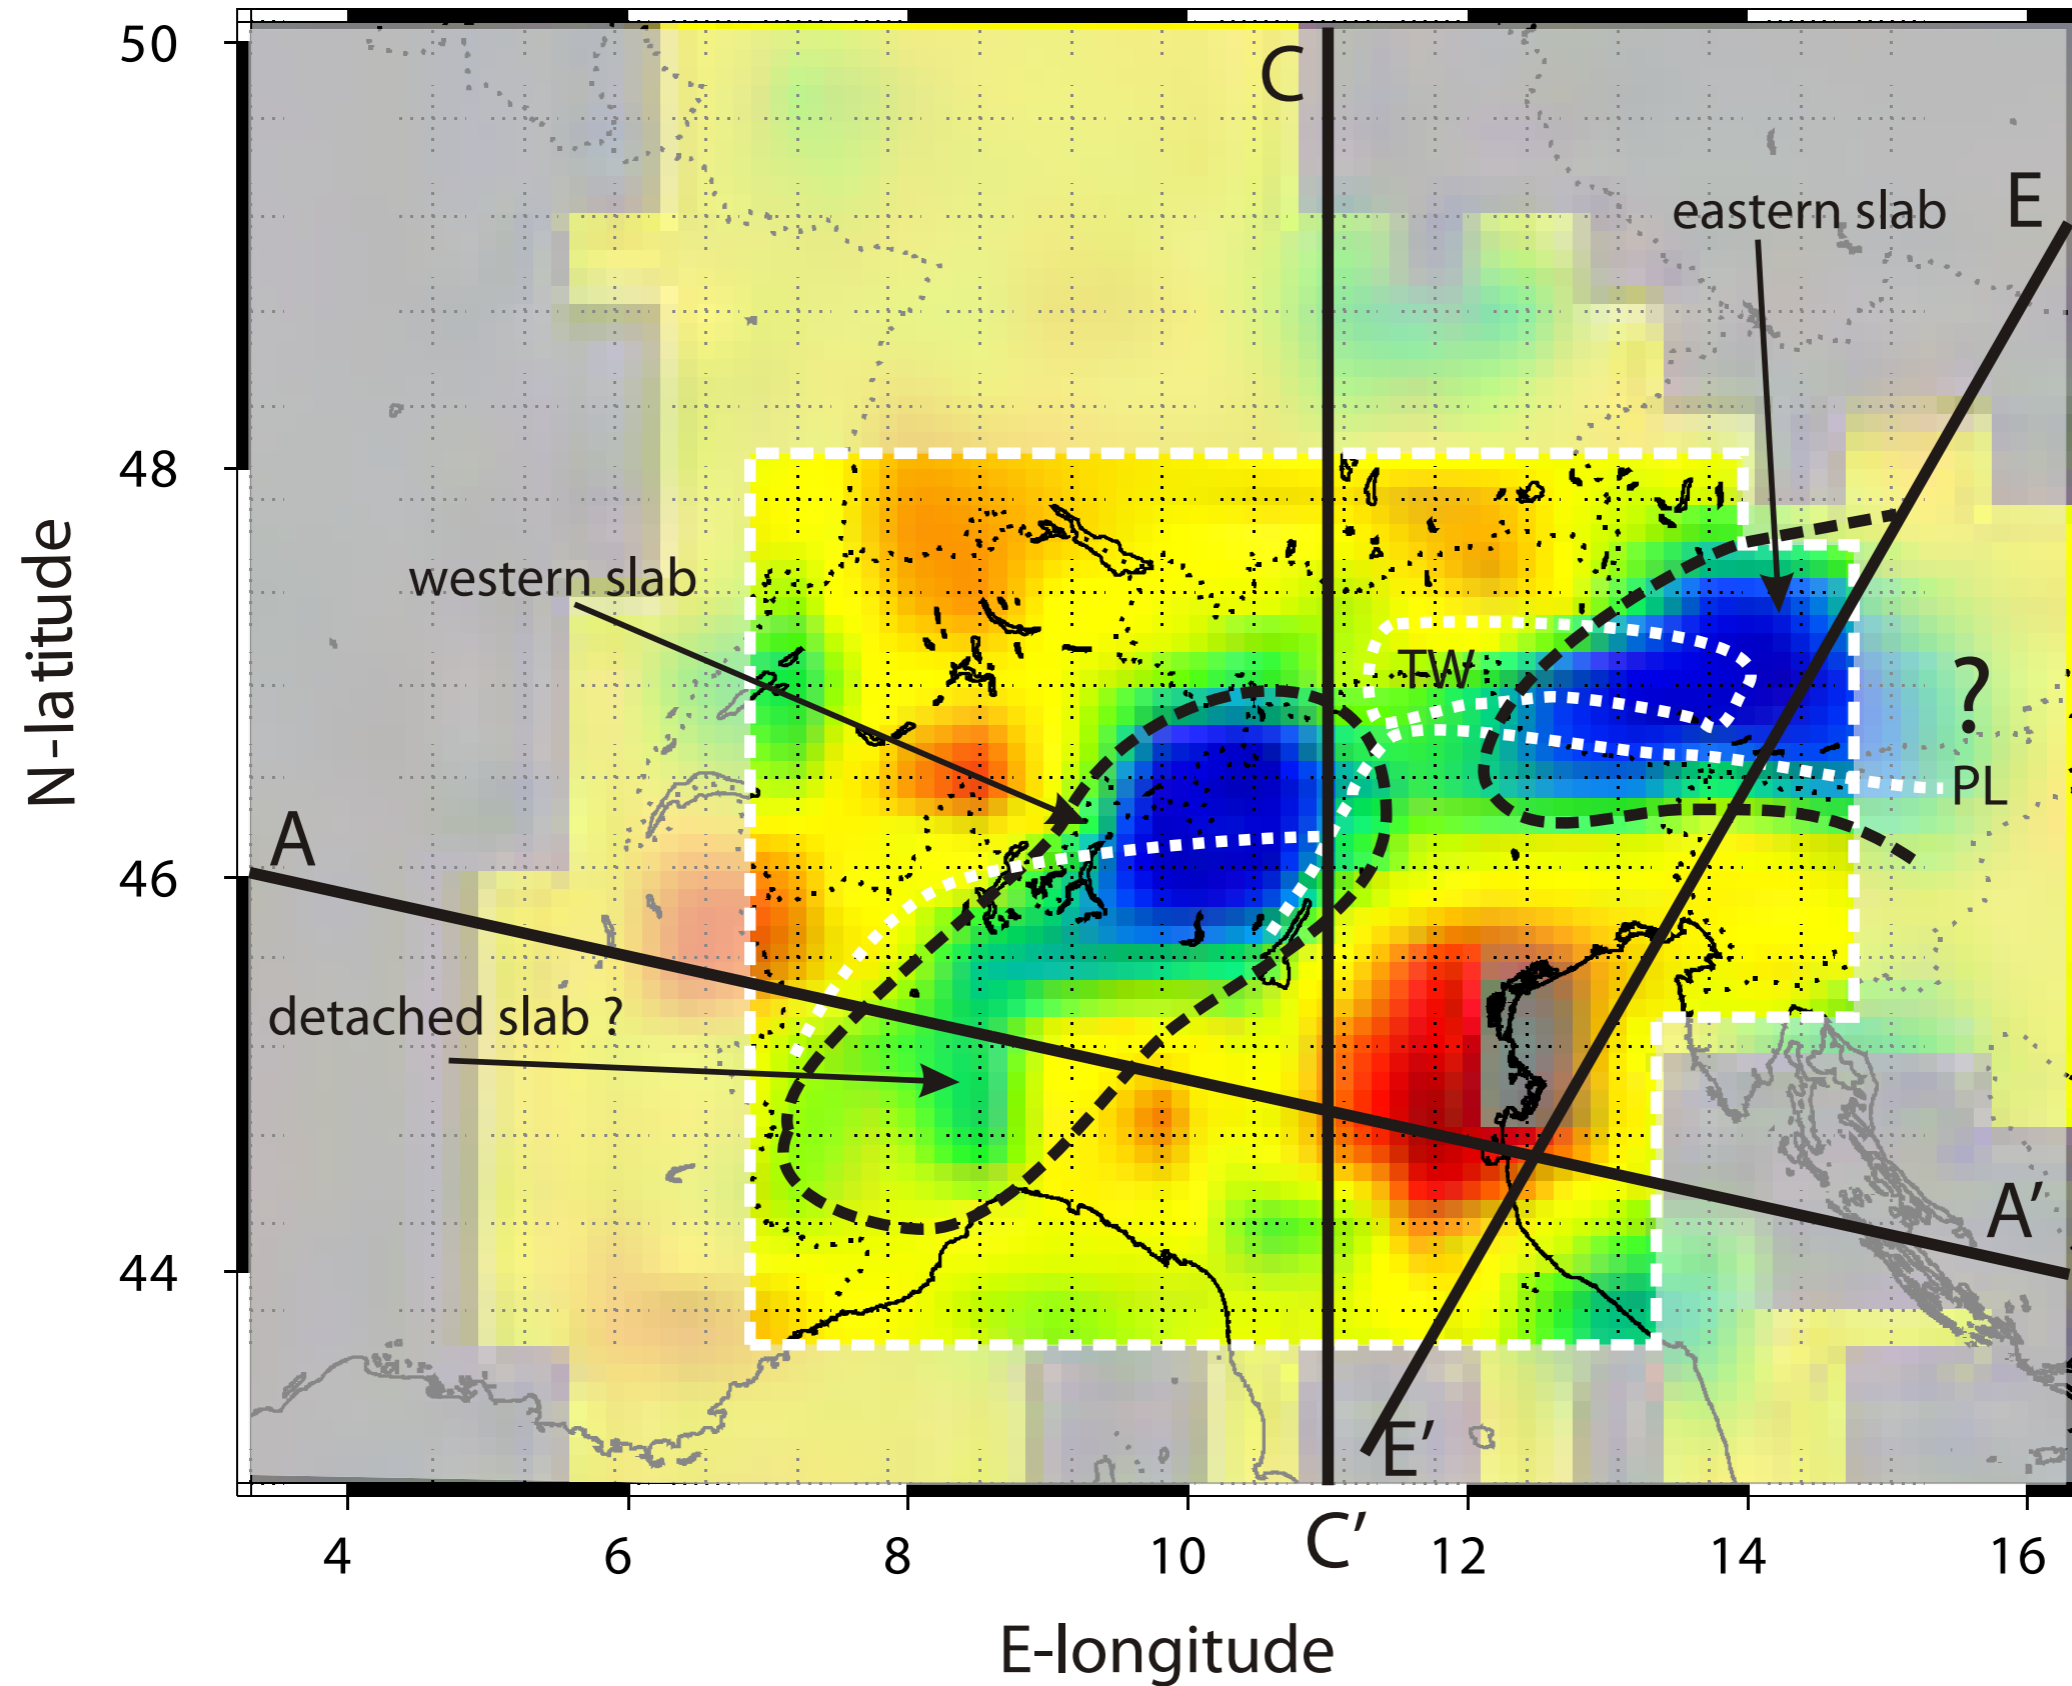 50
C
E
eastern slab
48
western slab
TW
?
N-latitude
PL
A
46
detached slab ?
A′
44
E′
C′
4
6
8
10
12
14
16
E-longitude